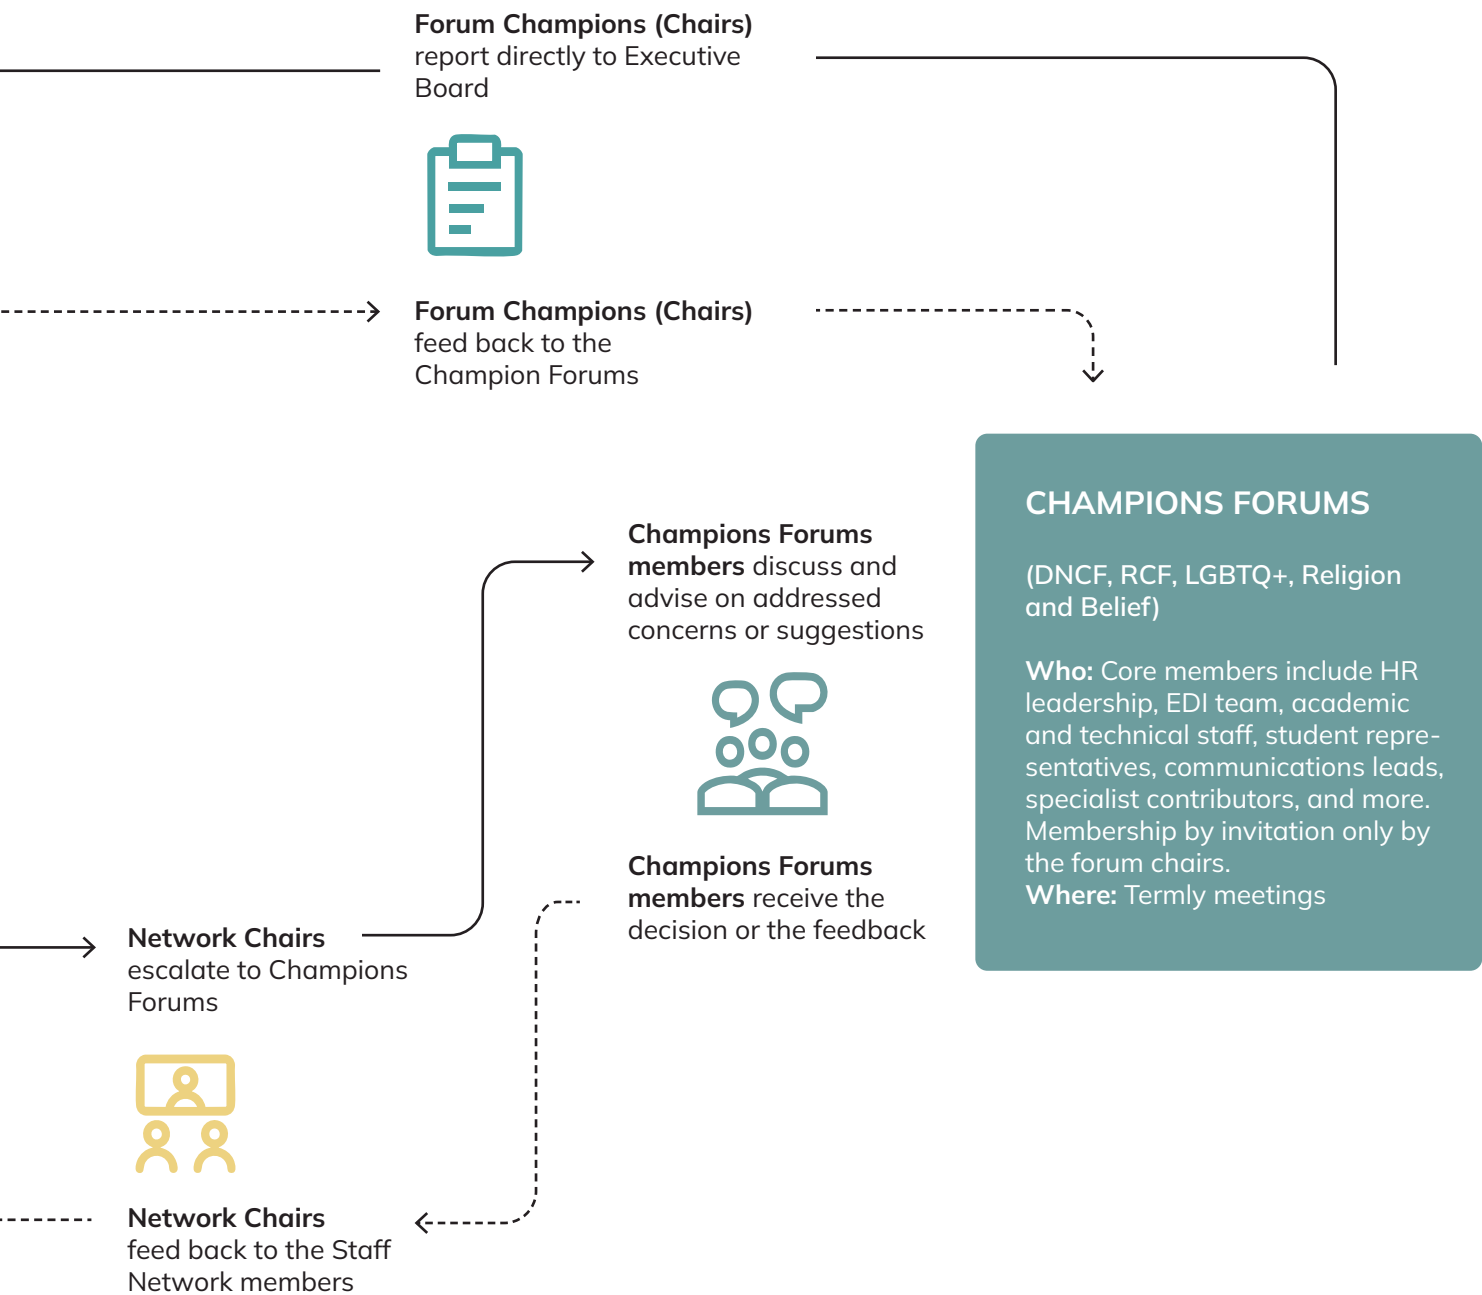 Forum Champions (Chairs)
report directly to Executive
Board
Forum Champions (Chairs)
feed back to the
Champion Forums
Champions Forums
members discuss and
advise on addressed
concerns or suggestions
Champions Forums
members receive the
decision or the feedback
CHAMPIONS FORUMS
(DNCF, RCF, LGBTQ+, Religion
and Belief)
Who: Core members include HR
leadership, EDI team, academic
and technical staff, student repre-
sentatives, communications leads,
specialist contributors, and more.
Membership by invitation only by
the forum chairs.
Where: Termly meetings
Network Chairs
escalate to Champions
Forums
Network Chairs
feed back to the Staff
Network members